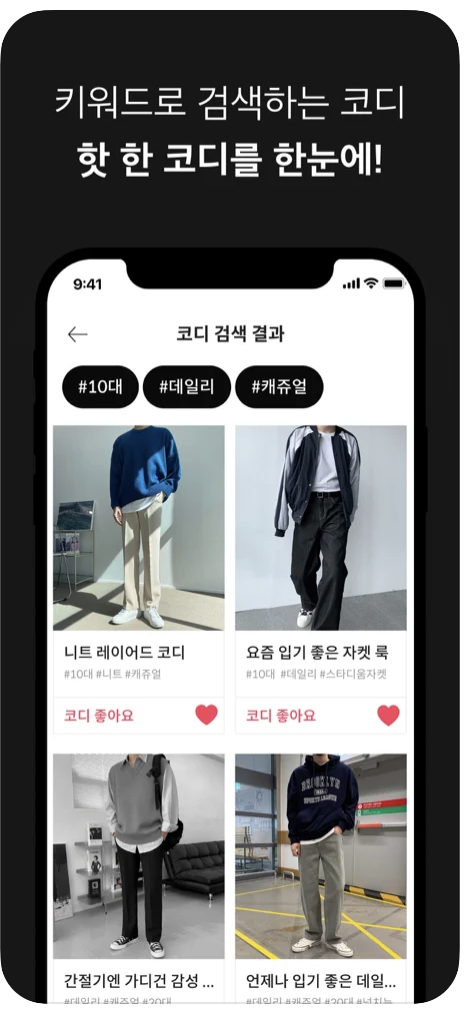 키워드로 검색하는 코디
핫 한 코디를 한눈에!
9:41
코디 검색 결과
#10대 #데일리 #캐쥬얼
니트 레이어드 코디
#10대 #니트 #캐쥬얼
코디 좋아요
요즘 입기 좋은 자켓 룩
#10대 #데일리 #스타디움자켓
코디 좋아요
BROOKLYN
SPORTS
간절기엔 가디건 감성 ...
#데일리 #캐쥬얼 #20대
언제나 입기 좋은 데일...
#데일리 #캐쥬얼 #20대